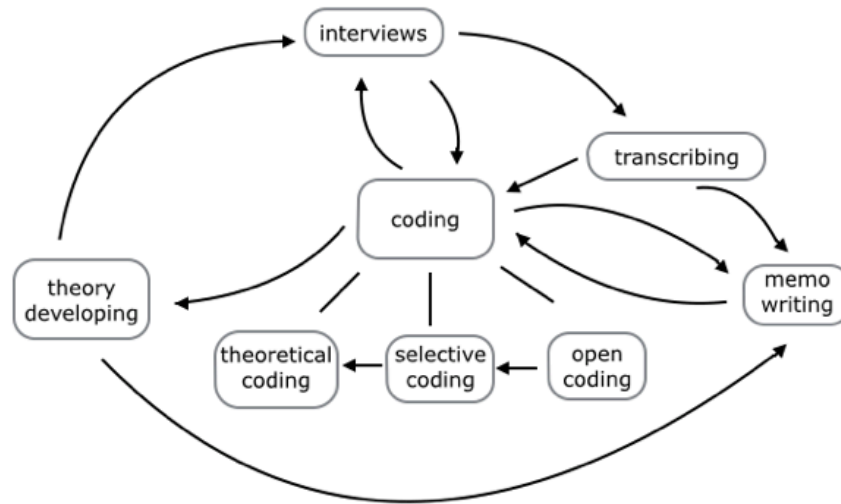 interviews
transcribing
coding
theory
developing
memo
writing
theoretical
coding
selective
coding
open
coding